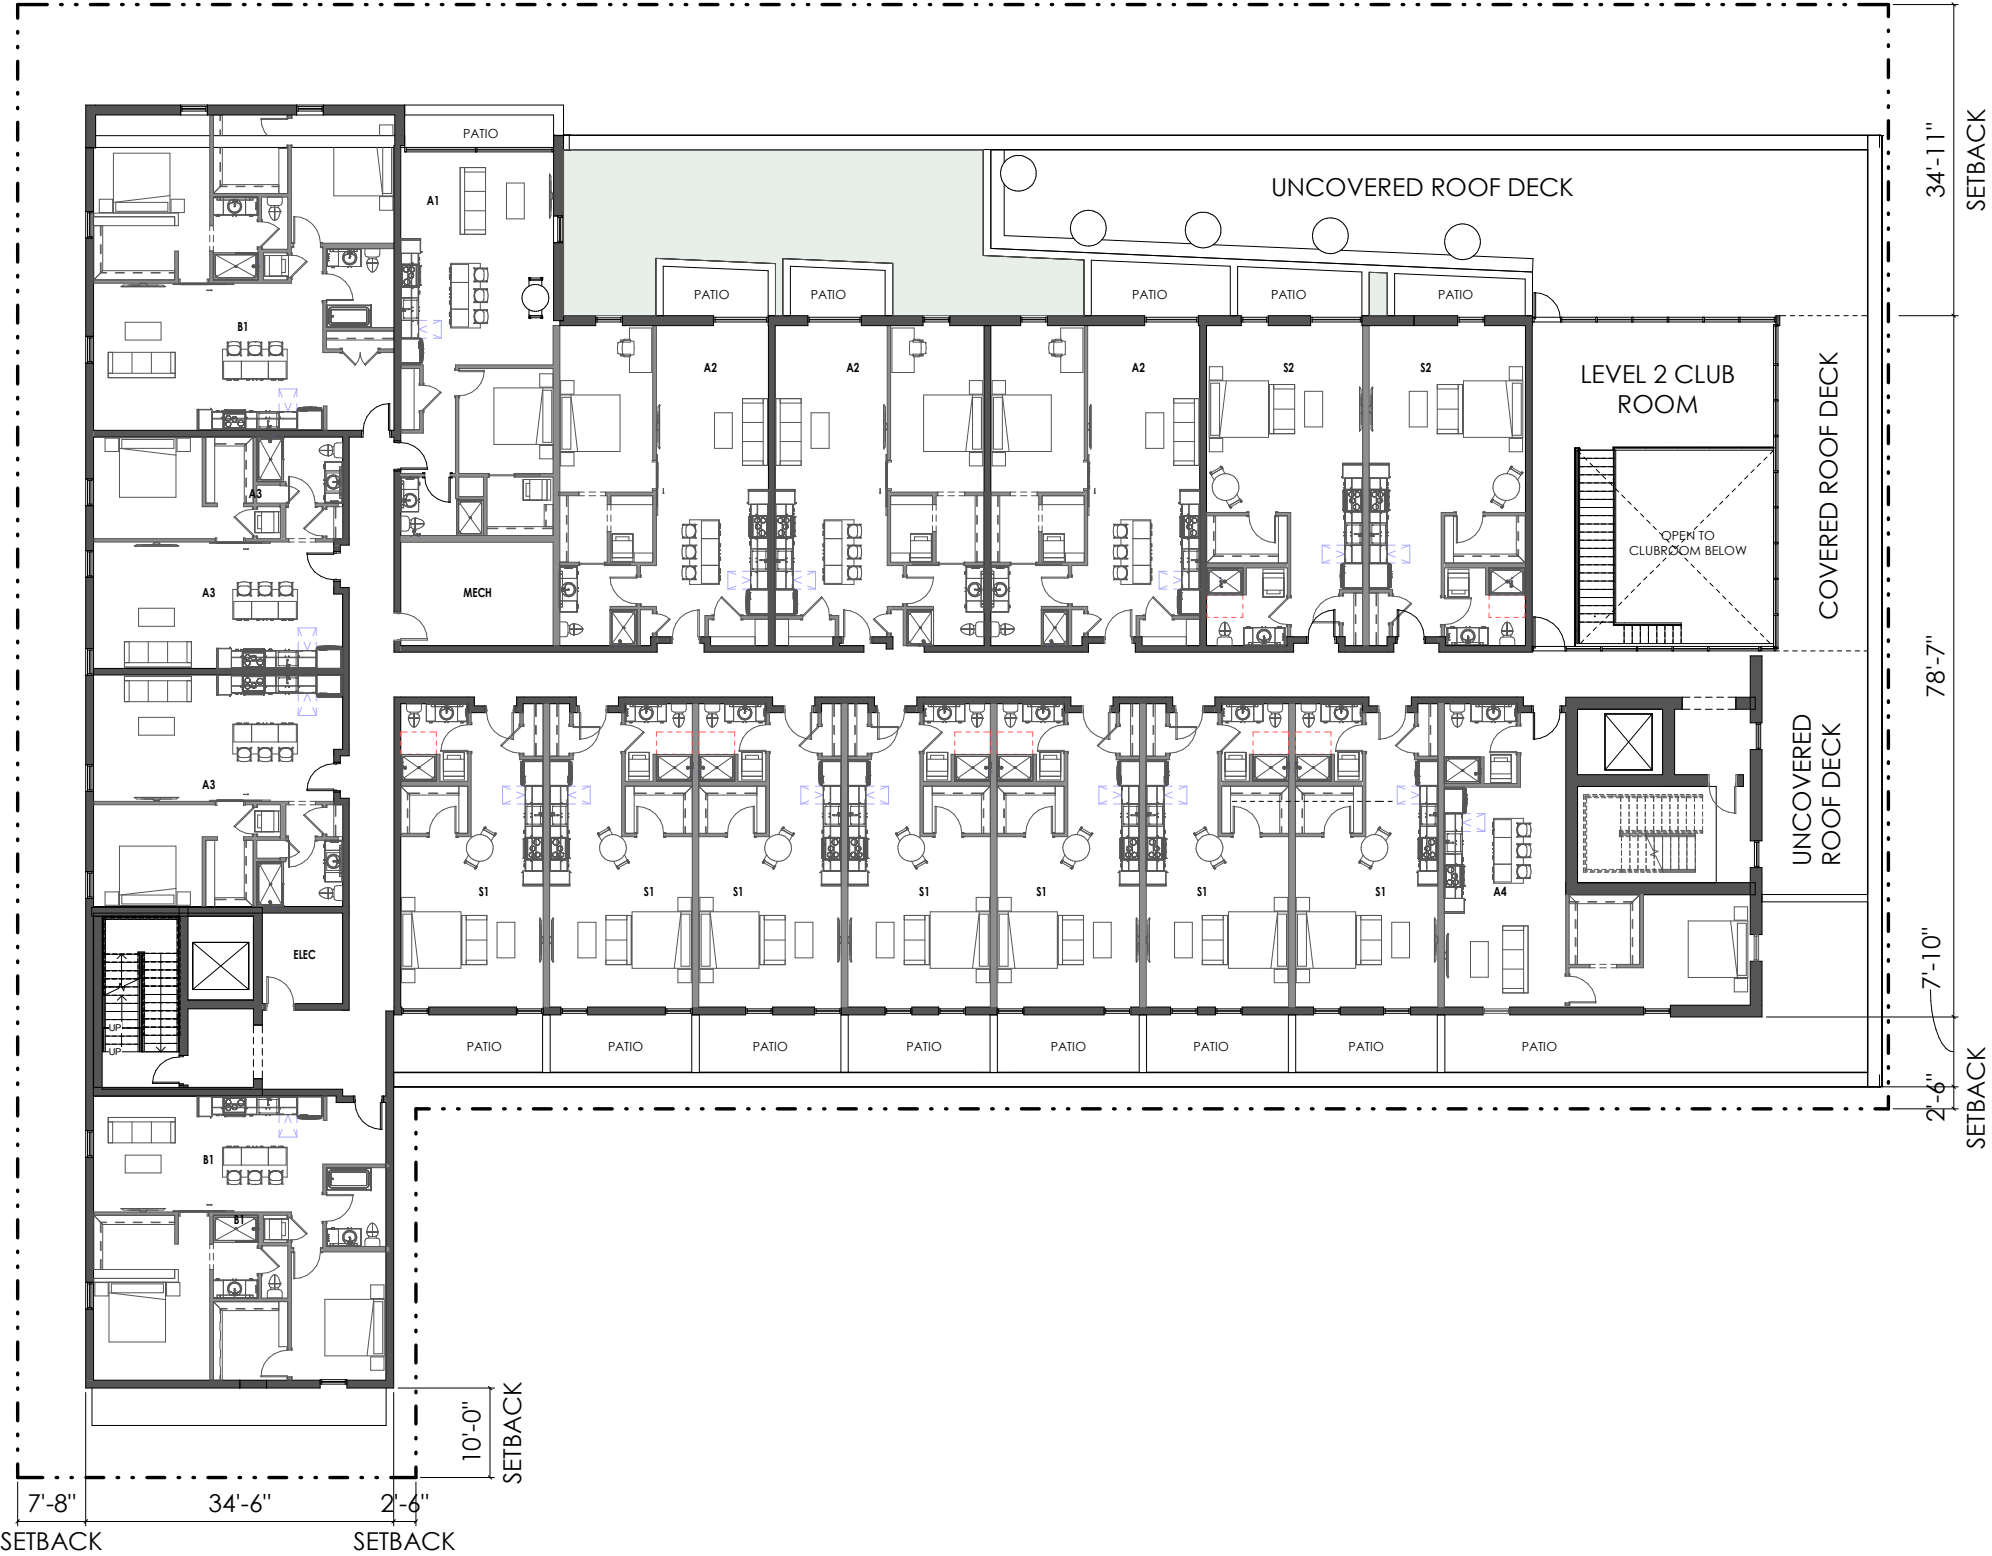 PATIO
34'-11"
SETBACK
UNCOVERED ROOF DECK
A1
PATIO
PATIO
PATIO
PATIO
PATIO
B1
A2
A2
A2
S2
S2
LEVEL 2 CLUB
ROOM
COVERED ROOF DECK
A3
OPEN TO
CLUBROOM BELOW
A3
MECH
78'-7"
A3
UNCOVERED
ROOF DECK
S1
S1
S1
S1
S1
S1
S1
A4
ELEC
7'-10"
UP
UP
PATIO
PATIO
PATIO
PATIO
PATIO
PATIO
PATIO
PATIO
2'-6"
SETBACK
B1
B1
10'-0"
SETBACK
7'-8"
34'-6"
2'-6"
SETBACK
SETBACK